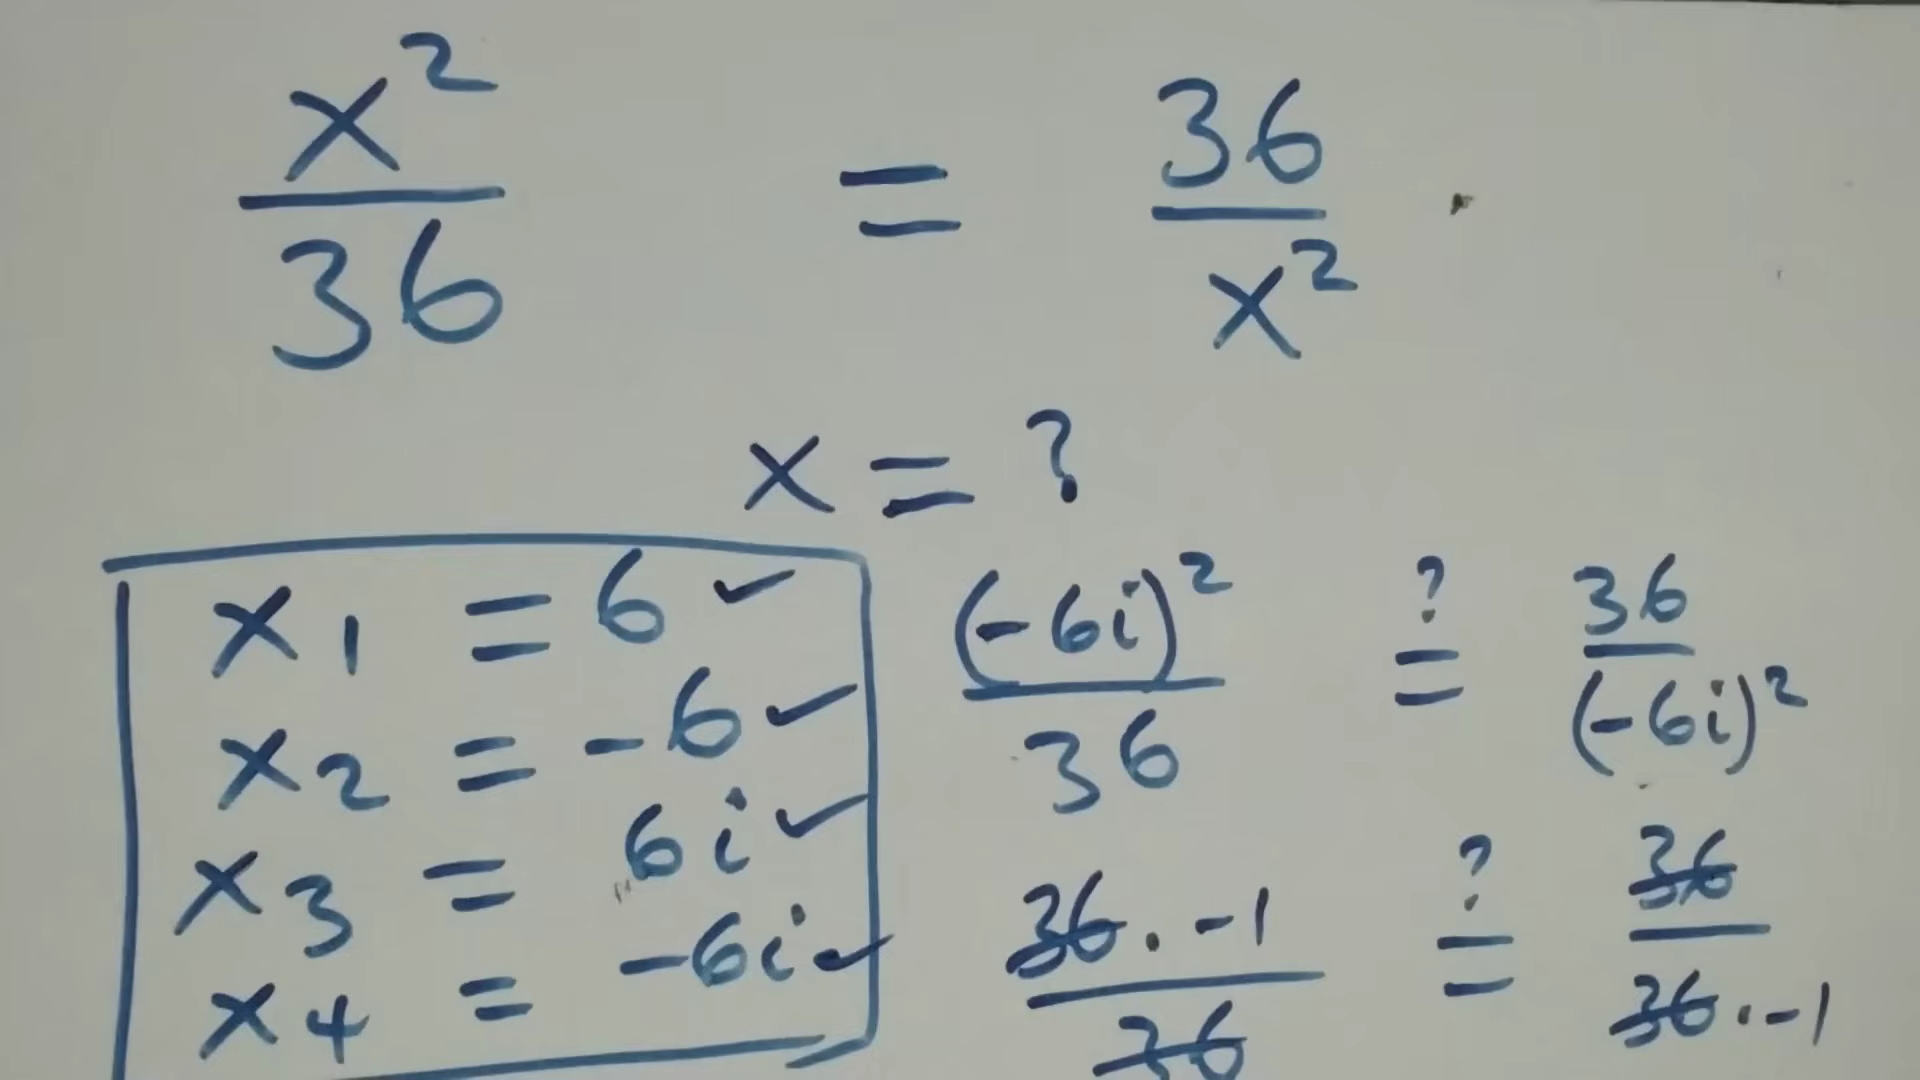 x² / 36 = 36 / x²
x = ?
x₁ = 6 ✓
x₂ = -6 ✓
x₃ = 6i ✓
x₄ = -6i ✓
(-6i)² / 36 ?= 36 / (-6i)²
36 · -1 / 36 ?= 36 / 36 · -1